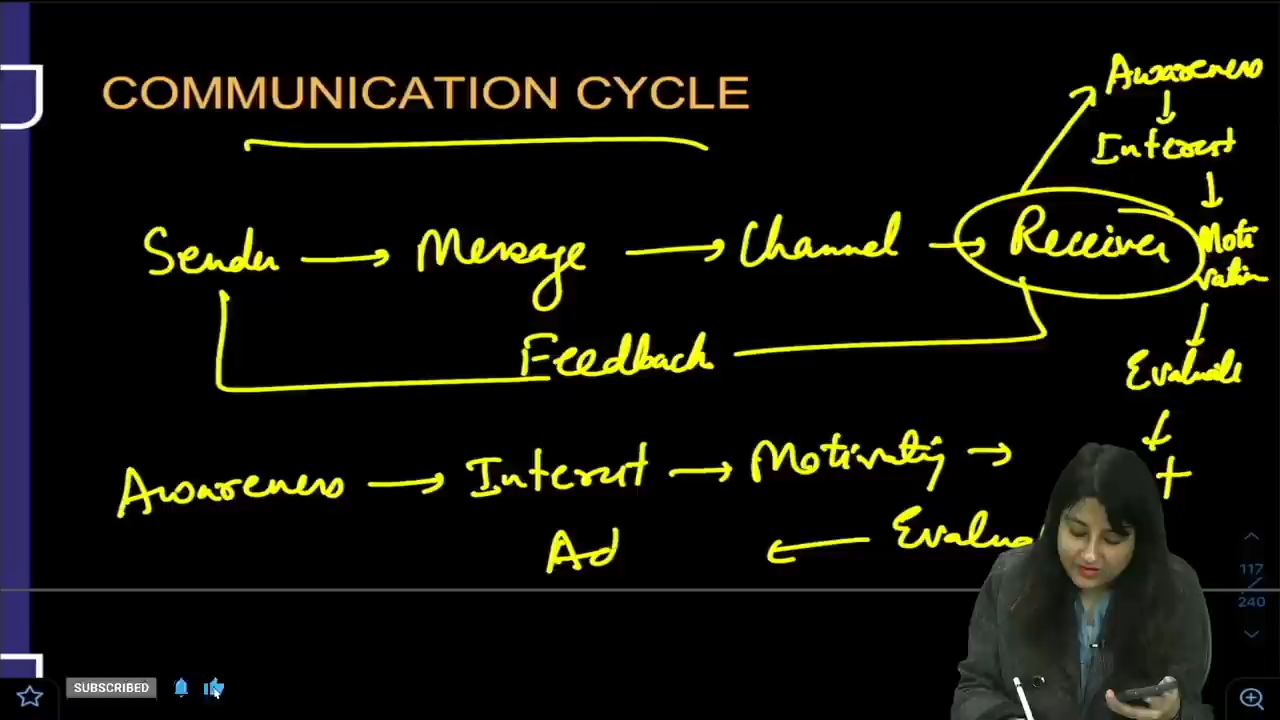 COMMUNICATION CYCLE
Sender → Message → Channel → Receiver
Feedback
Awareness
↓
Interest
↓
Moti
vation
↓
Evaluate
↓
+
Awareness → Interest → Motivating →
Ad ← Evalua
117
240
SUBSCRIBED